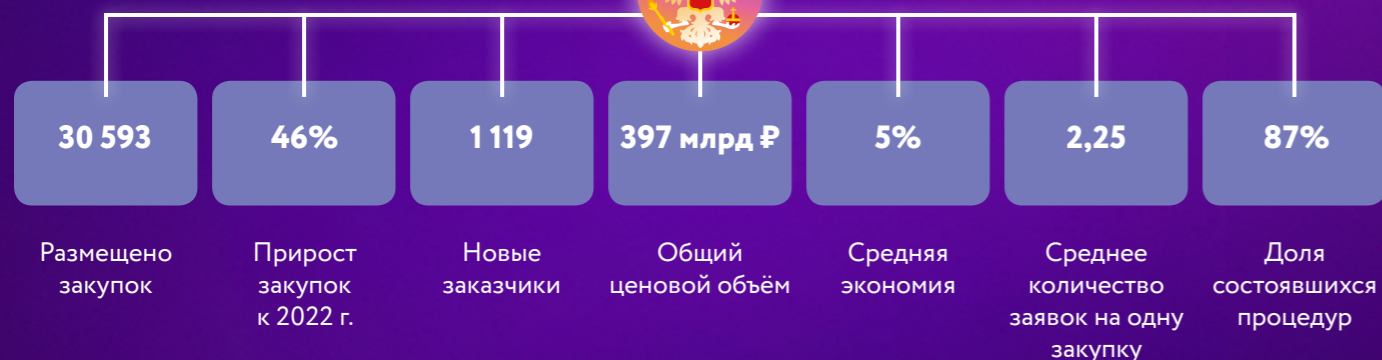 30 593
46%
1 119
397 млрд ₽
5%
2,25
87%
Размещено
закупок
Прирост
закупок
к 2022 г.
Новые
заказчики
Общий
ценовой объём
Средняя
экономия
Среднее
количество
заявок на одну
закупку
Доля
состоявшихся
процедур